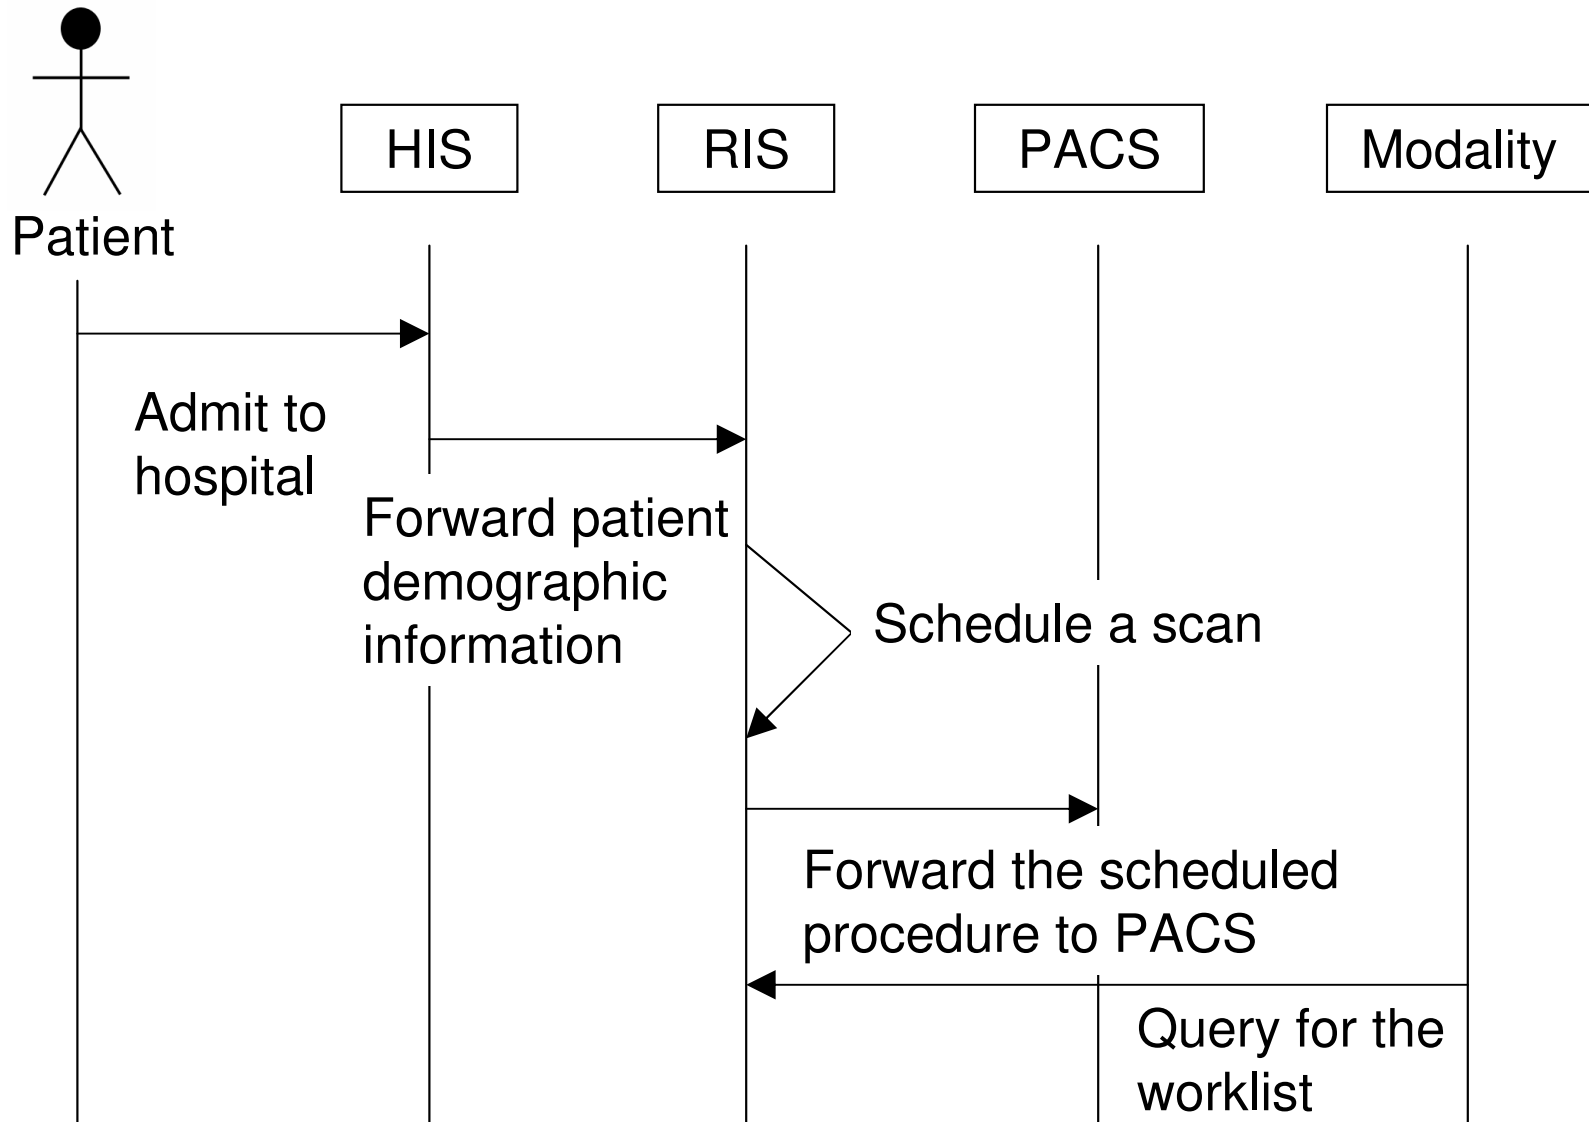 HIS
RIS
PACS
Modality
Patient
Admit to
hospital
Forward patient
demographic
information
Schedule a scan
Forward the scheduled
procedure to PACS
Query for the
worklist